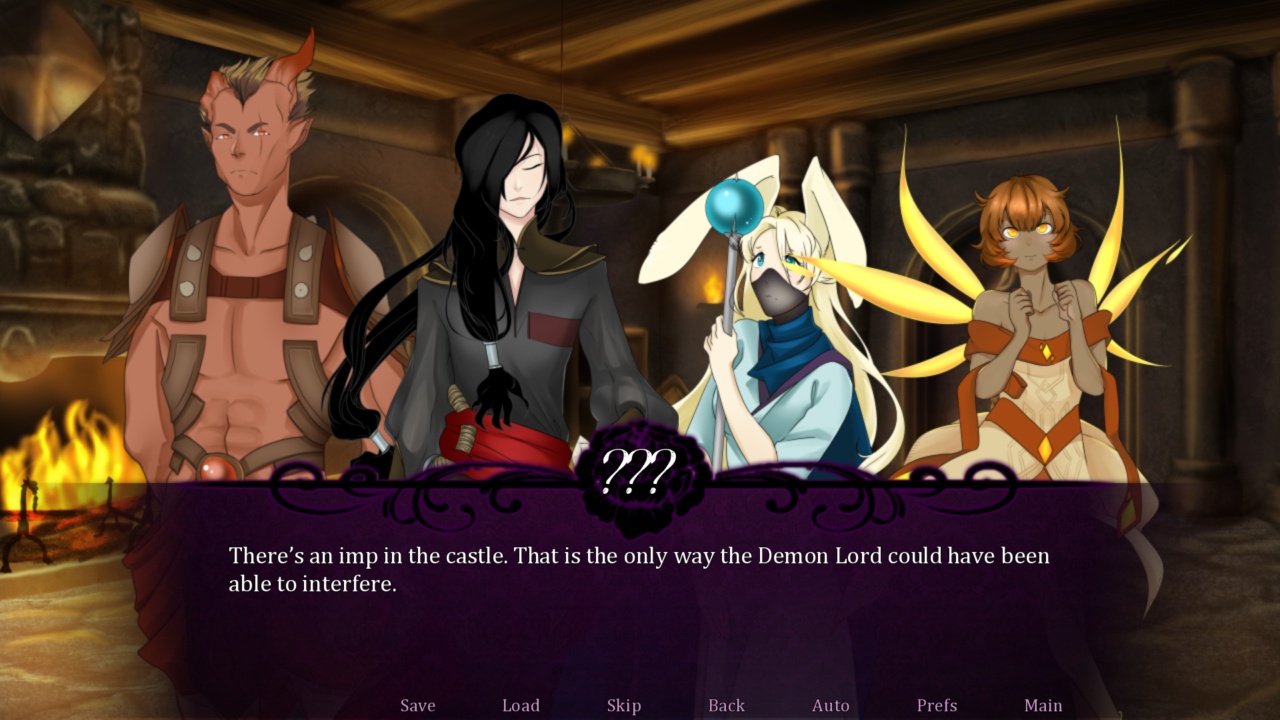 ???
There’s an imp in the castle. That is the only way the Demon Lord could have been
able to interfere.
Save Load Skip Back Auto Prefs Main